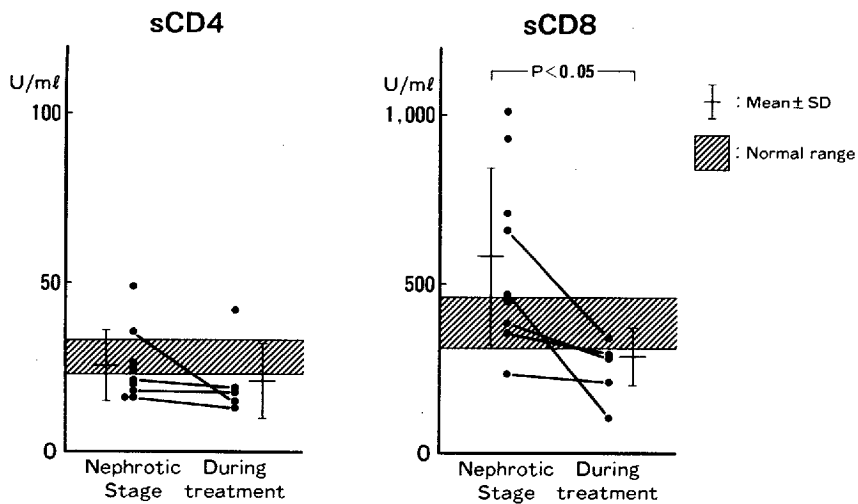 sCD4
U/mℓ
100
50
0
Nephrotic
Stage
During
treatment
sCD8
U/mℓ
1,000
500
0
P<0.05
Nephrotic
Stage
During
treatment
: Mean± SD
: Normal range